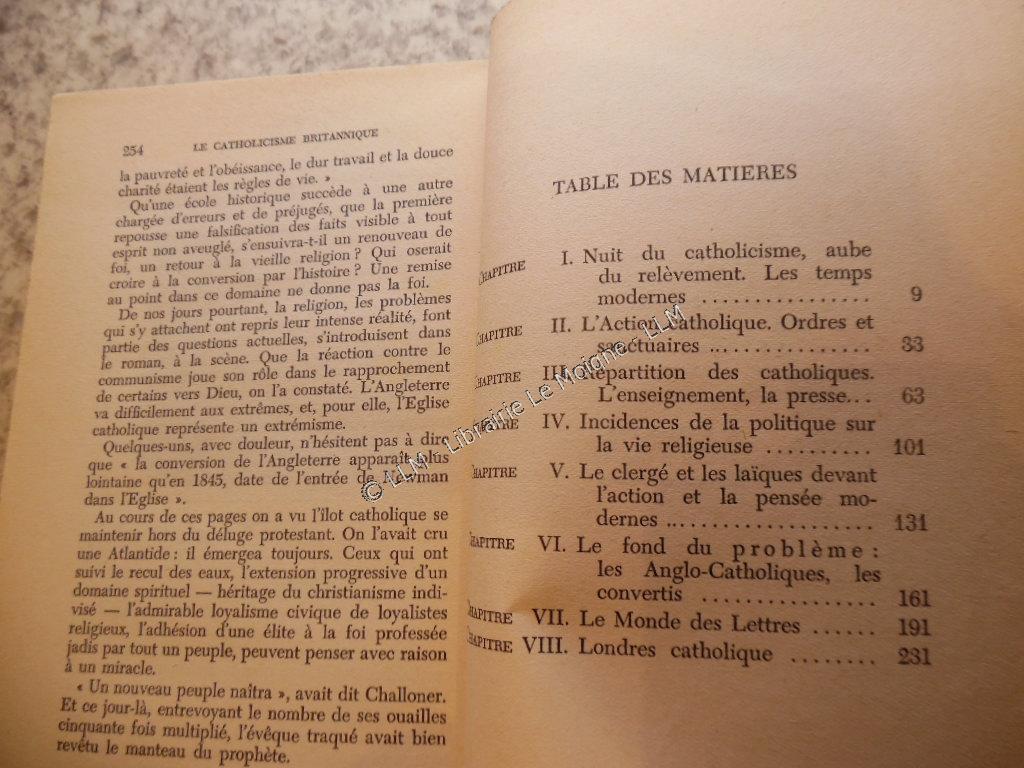 254 LE CATHOLICISME BRITANNIQUE
la pauvreté et l'obéissance, le dur travail et la douce
charité étaient les règles de vie. »
Qu'une école historique succède à une autre
chargée d'erreurs et de préjugés, que la première
repousse une falsification des faits visible à tout
esprit non aveuglé, s'ensuivra-t-il un renouveau de
foi, un retour à la vieille religion ? Qui oserait
croire à la conversion par l'histoire ? Une remise
au point dans ce domaine ne donne pas la foi.
De nos jours pourtant, la religion, les problèmes
qui s'y attachent ont repris leur intense réalité, font
partie des questions actuelles, s'introduisent dans
le roman, à la scène. Que la réaction contre le
communisme joue son rôle dans le rapprochement
de certains vers Dieu, on l'a constaté. L'Angleterre
va difficilement aux extrêmes, et, pour elle, l'Eglise
catholique représente un extrémisme.
Quelques-uns, avec douleur, n'hésitent pas à dire
que « la conversion de l'Angleterre apparaît plus
lointaine qu'en 1845, date de l'entrée de Newman
dans l'Eglise ».
Au cours de ces pages on a vu l'îlot catholique se
maintenir hors du déluge protestant. On l'avait cru
une Atlantide : il émergea toujours. Ceux qui ont
suivi le recul des eaux, l'extension progressive d'un
domaine spirituel — héritage du christianisme indi-
visé — l'admirable loyalisme civique de loyalistes
religieux, l'adhésion d'une élite à la foi professée
jadis par tout un peuple, peuvent penser avec raison
à un miracle.
« Un nouveau peuple naîtra », avait dit Challoner.
Et ce jour-là, entrevoyant le nombre de ses ouailles
cinquante fois multiplié, l'évêque traqué avait bien
revêtu le manteau du prophète.
TABLE DES MATIERES
CHAPITRE I. Nuit du catholicisme, aube
du relèvement. Les temps
modernes ................ 9
CHAPITRE II. L'Action catholique. Ordres et
sanctuaires ................ 33
CHAPITRE III. Répartition des catholiques.
L'enseignement, la presse... 63
CHAPITRE IV. Incidences de la politique sur
la vie religieuse .......... 101
CHAPITRE V. Le clergé et les laïques devant
l'action et la pensée mo-
dernes .................... 131
CHAPITRE VI. Le fond du problème :
les Anglo-Catholiques, les
convertis ................ 161
CHAPITRE VII. Le Monde des Lettres ...... 191
CHAPITRE VIII. Londres catholique ........ 231
© LLM - Librairie Le Moigne - LLM